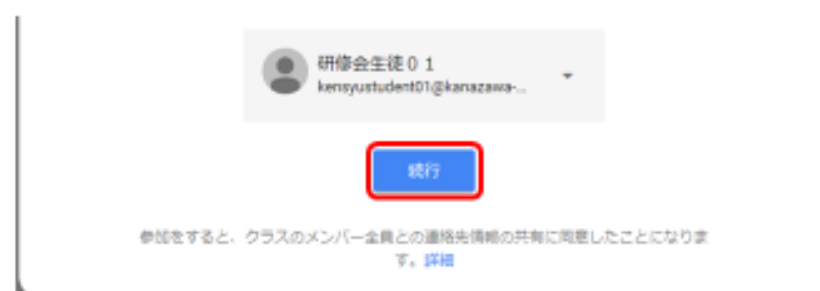 研修会生徒０１
kensyustudent01@kanazawa-...
続行
参加をすると、クラスのメンバー全員との連絡先情報の共有に同意したことになりま
す。詳細